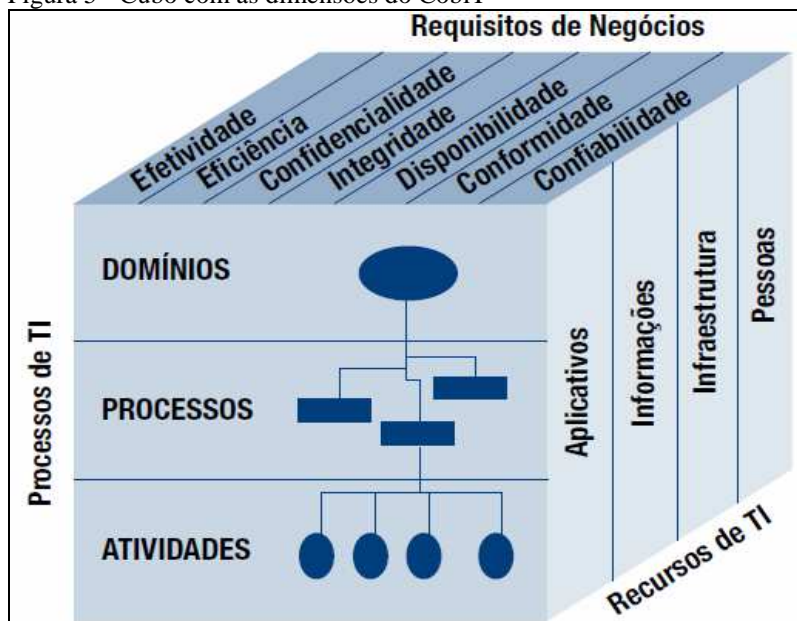 Requisitos de Negócios
Efetividade
Eficiência
Confidencialidade
Integridade
Disponibilidade
Conformidade
Confiabilidade
Processos de TI
DOMÍNIOS
PROCESSOS
ATIVIDADES
Aplicativos
Informações
Infraestrutura
Pessoas
Recursos de TI